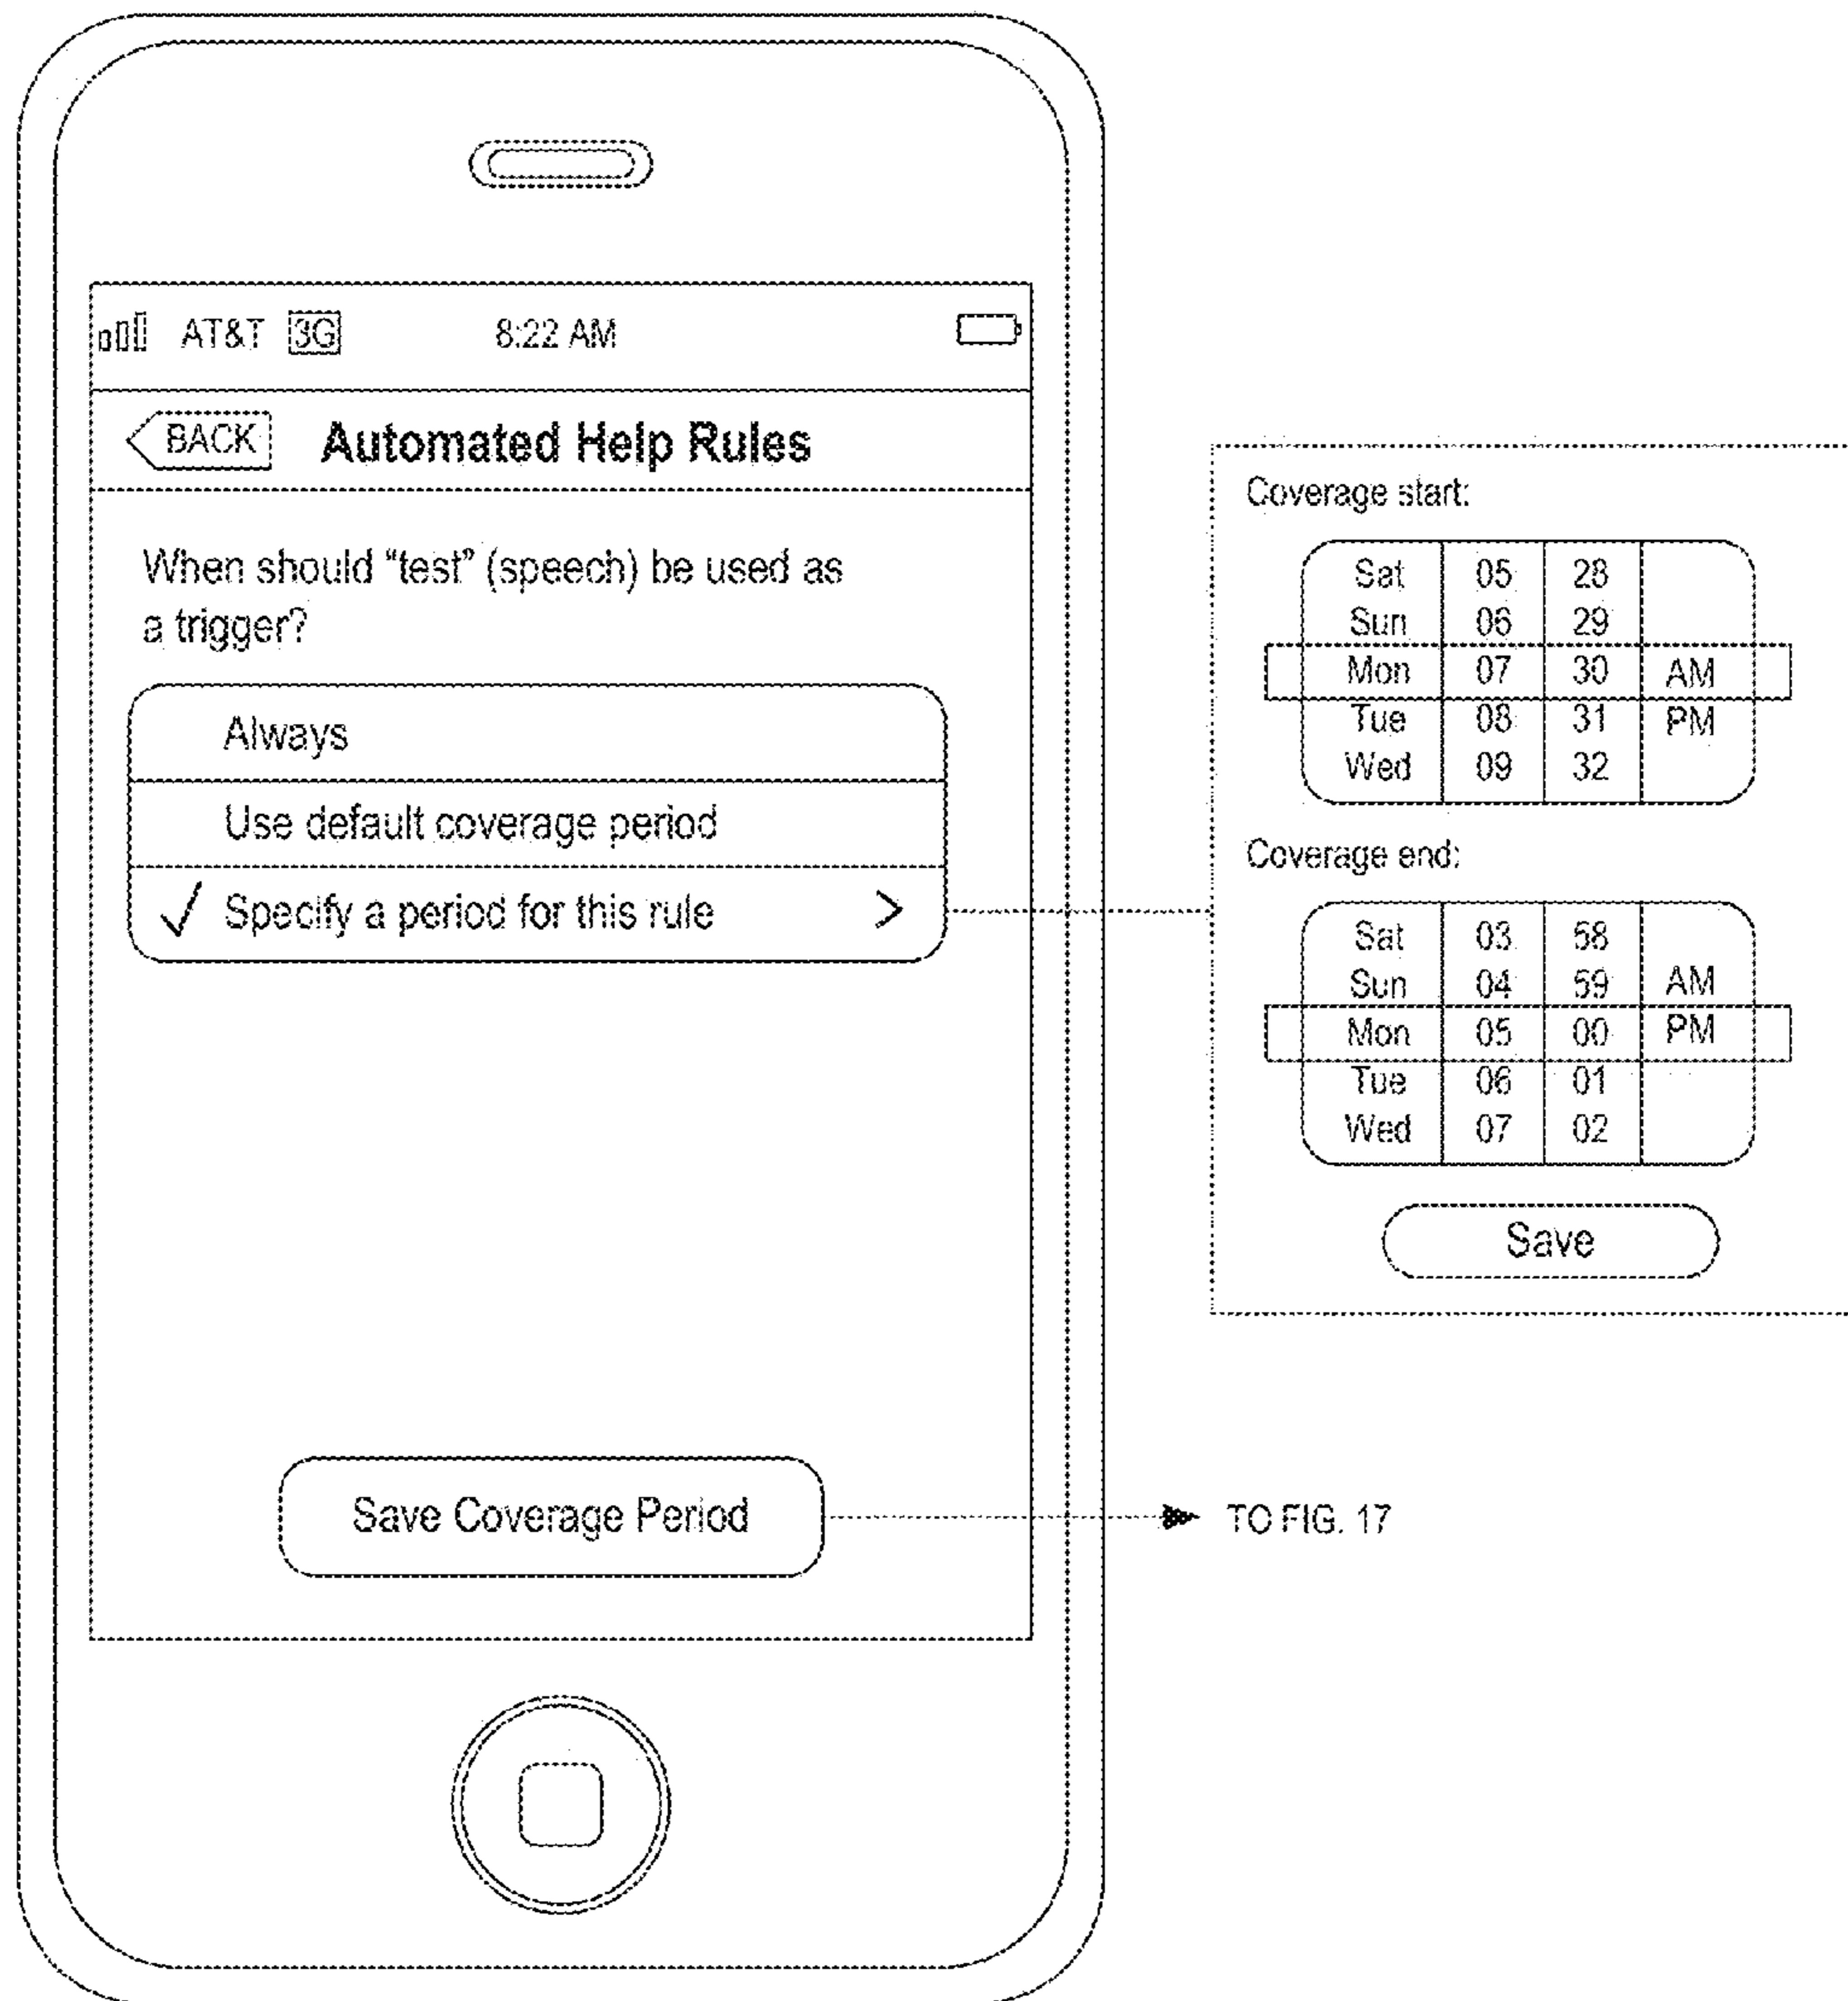 AT&T 3G 8:22 AM
BACK Automated Help Rules
When should “test” (speech) be used as
a trigger?
Always
Use default coverage period
✓ Specify a period for this rule >
Save Coverage Period
Coverage start:
Sat 05 28
Sun 06 29
Mon 07 30 AM
Tue 08 31 PM
Wed 09 32
Coverage end:
Sat 03 58
Sun 04 59 AM
Mon 05 00 PM
Tue 06 01
Wed 07 02
Save
TO FIG. 17